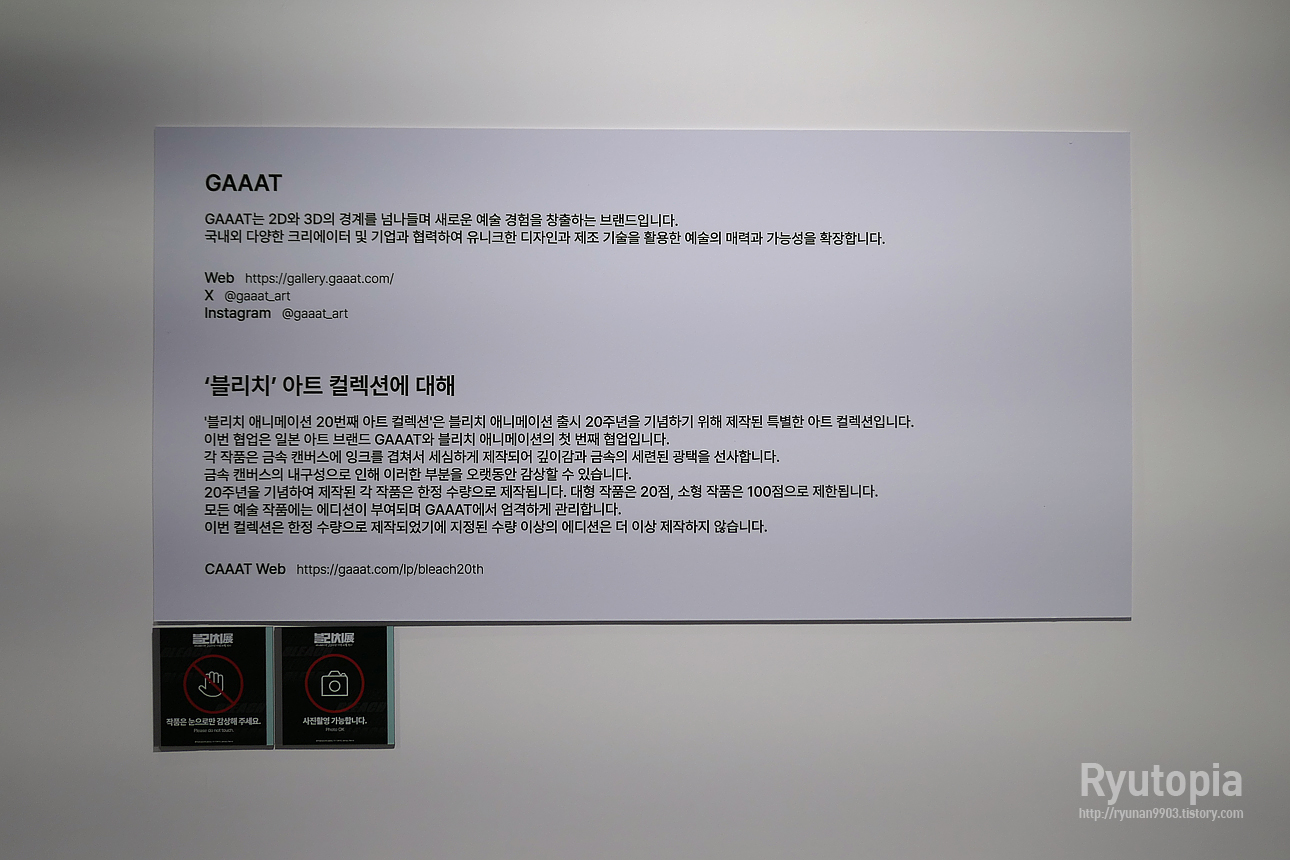 GAAAT
GAAAT는 2D와 3D의 경계를 넘나들며 새로운 예술 경험을 창출하는 브랜드입니다.
국내외 다양한 크리에이터 및 기업과 협력하여 유니크한 디자인과 제조 기술을 활용한 예술의 매력과 가능성을 확장합니다.
Web https://gallery.gaaat.com/
X @gaaat_art
Instagram @gaaat_art
‘블리치’ 아트 컬렉션에 대해
'블리치 애니메이션 20번째 아트 컬렉션'은 블리치 애니메이션 출시 20주년을 기념하기 위해 제작된 특별한 아트 컬렉션입니다.
이번 협업은 일본 아트 브랜드 GAAAT와 블리치 애니메이션의 첫 번째 협업입니다.
각 작품은 금속 캔버스에 잉크를 겹쳐서 세심하게 제작되어 깊이감과 금속의 세련된 광택을 선사합니다.
금속 캔버스의 내구성으로 인해 이러한 부분을 오랫동안 감상할 수 있습니다.
20주년을 기념하여 제작된 각 작품은 한정 수량으로 제작됩니다. 대형 작품은 20점, 소형 작품은 100점으로 제한됩니다.
모든 예술 작품에는 에디션이 부여되며 GAAAT에서 엄격하게 관리합니다.
이번 컬렉션은 한정 수량으로 제작되었기에 지정된 수량 이상의 에디션은 더 이상 제작하지 않습니다.
CAAAT Web https://gaaat.com/lp/bleach20th
블리치展
작품은 눈으로만 감상해 주세요.
Please do not touch.
블리치展
사진촬영 가능합니다.
Photo OK
Ryutopia
http://ryunan9903.tistory.com